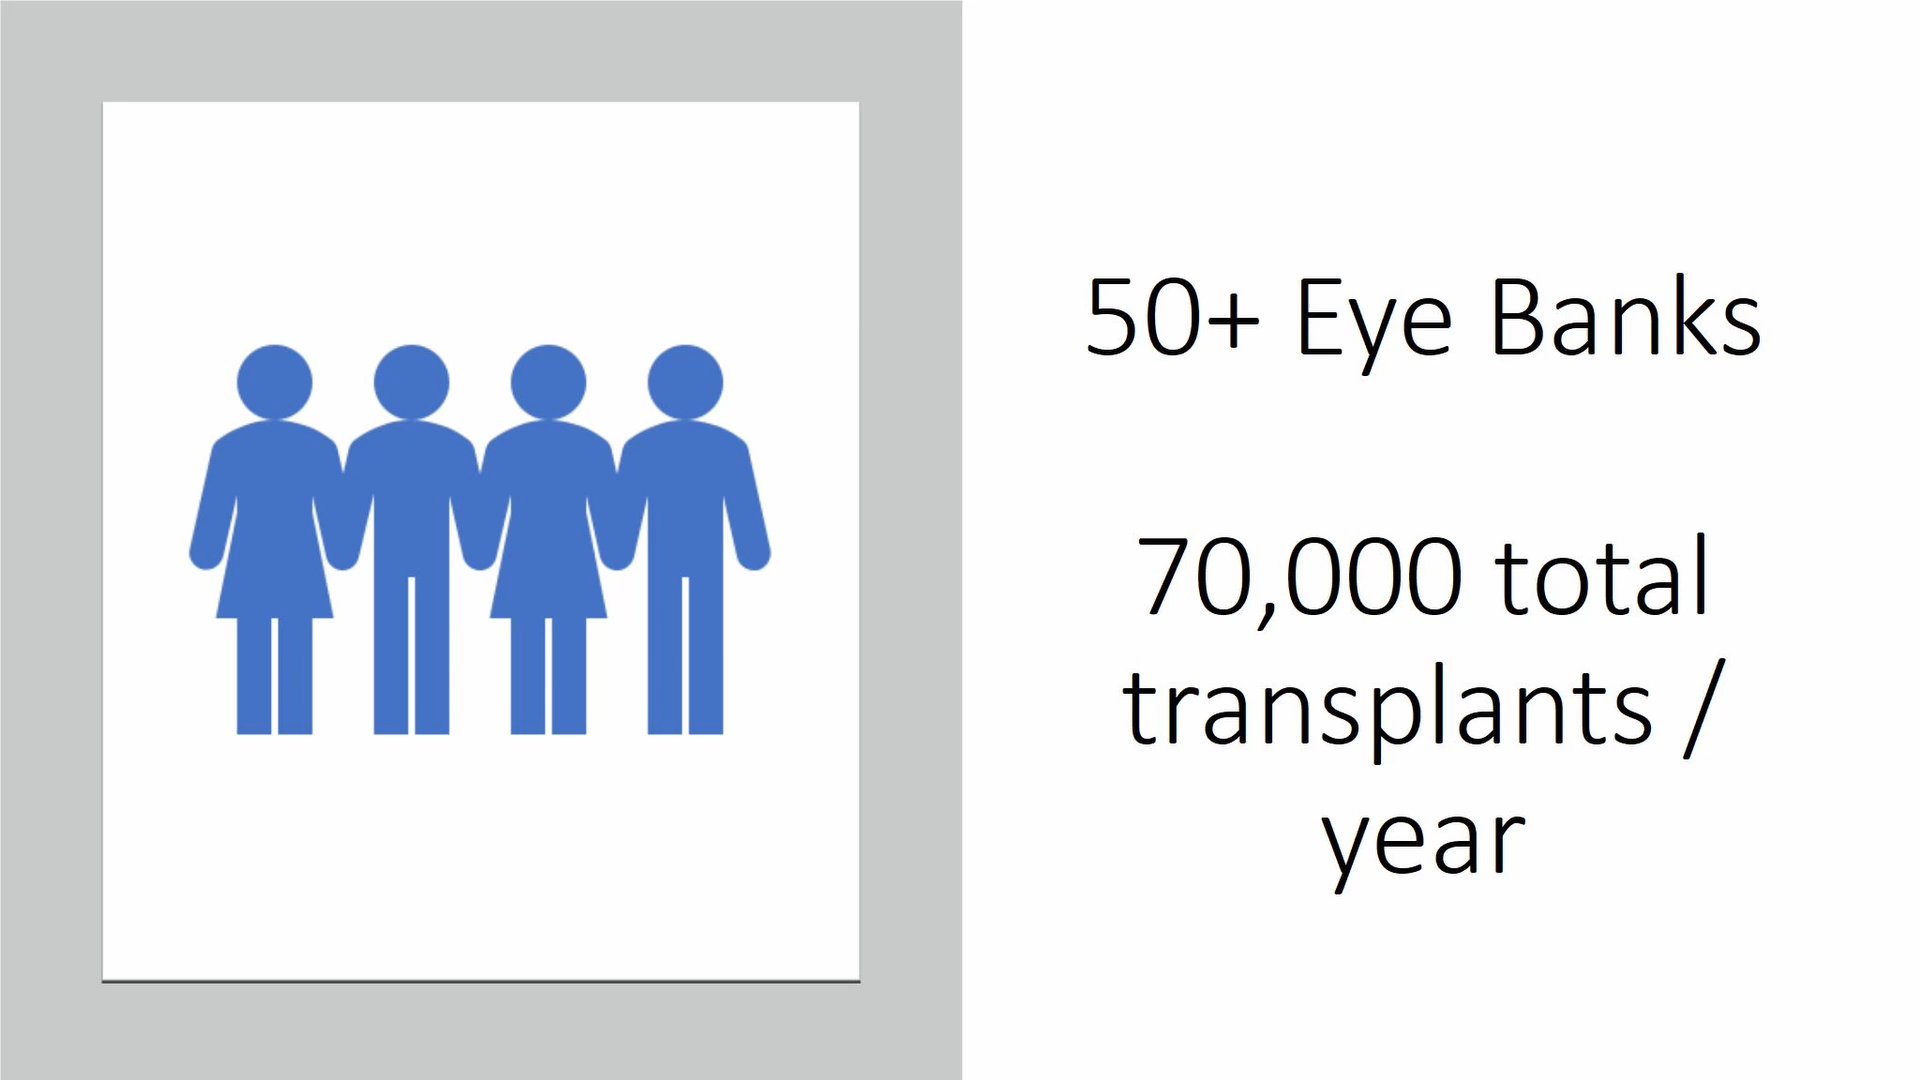 50+ Eye Banks
70,000 total
transplants /
year